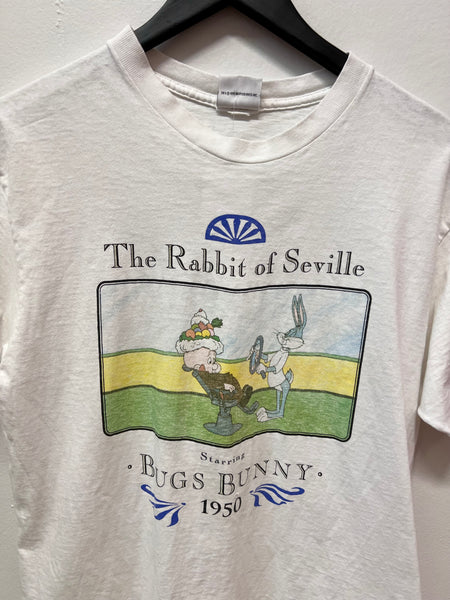 The Rabbit of Seville
Starring
· BUGS BUNNY ·
1950